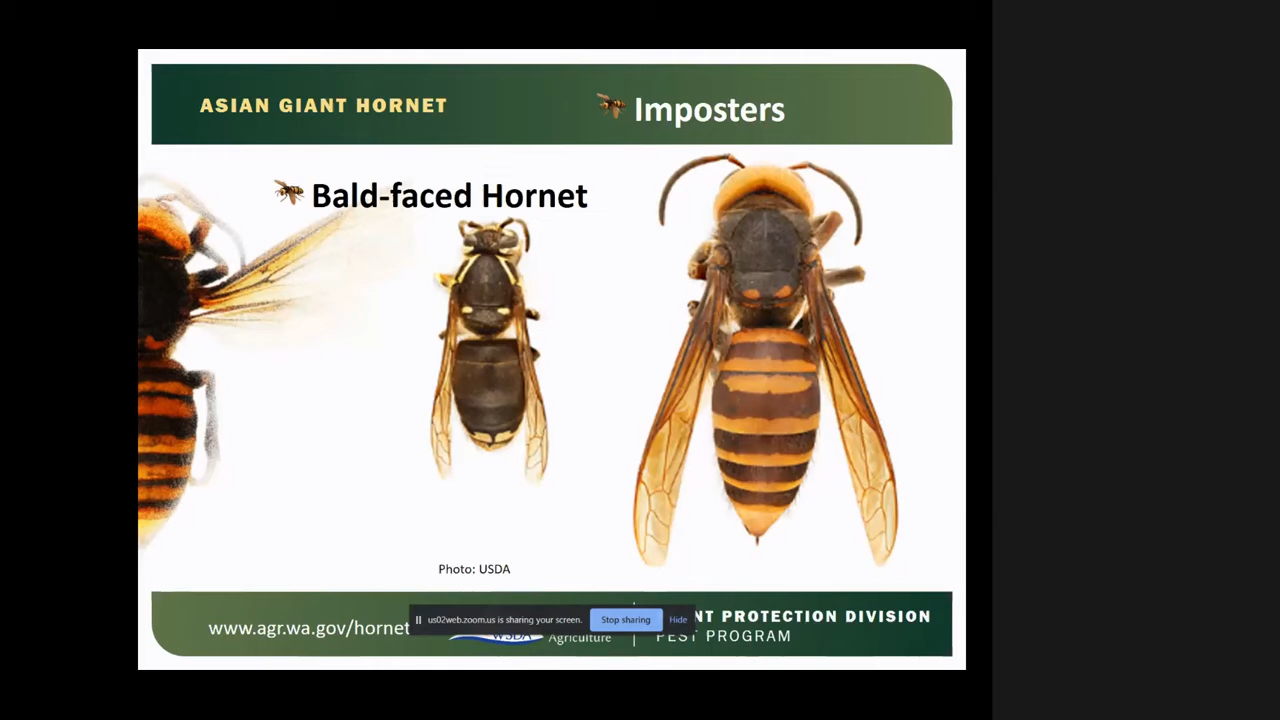 ASIAN GIANT HORNET
Imposters
Bald-faced Hornet
Photo: USDA
www.agr.wa.gov/hornet
us02web.zoom.us is sharing your screen.
Stop sharing
Hide
WSDA
Agriculture
NT PROTECTION DIVISION
PEST PROGRAM